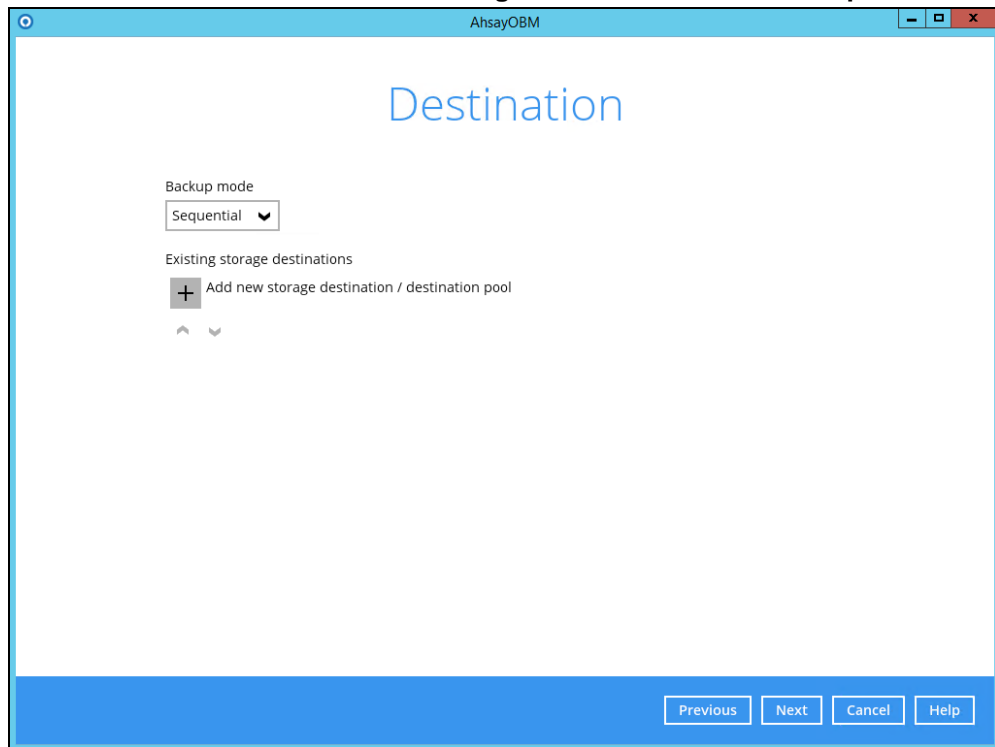 AhsayOBM
Destination
Backup mode
Sequential
Existing storage destinations
Add new storage destination / destination pool
Previous Next Cancel Help